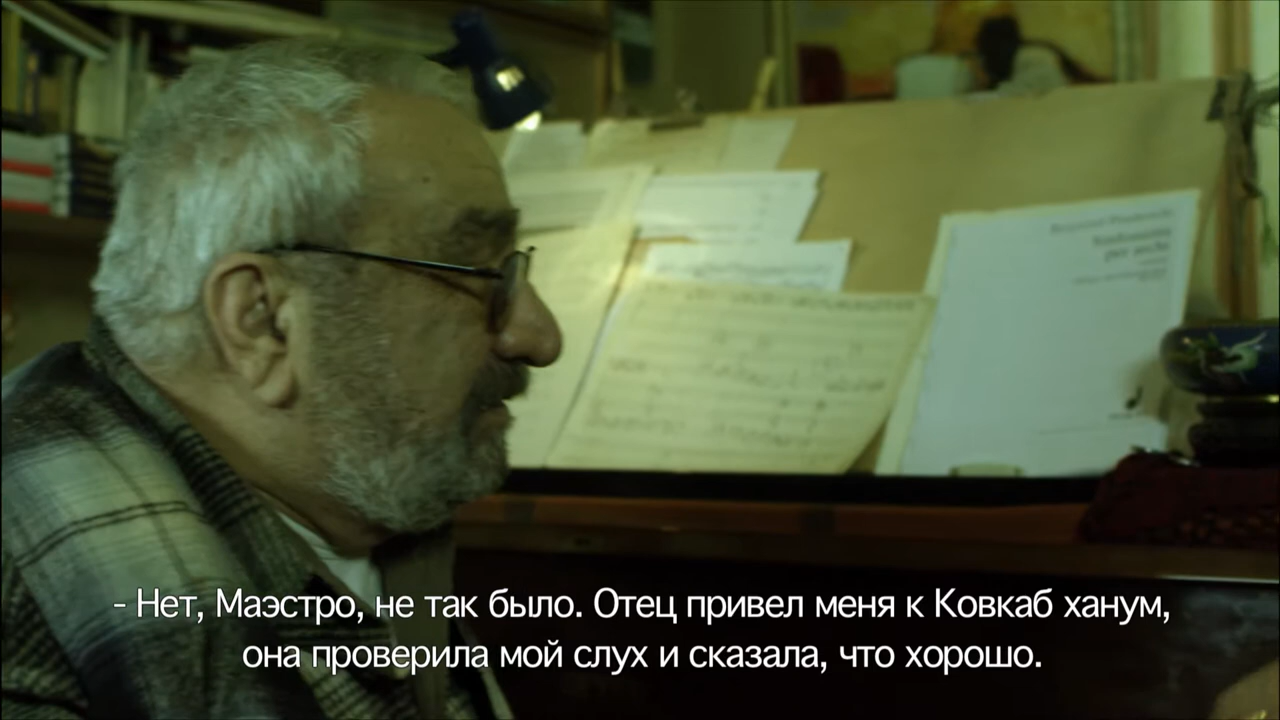 - Нет, Маэстро, не так было. Отец привел меня к Ковкаб ханум,
она проверила мой слух и сказала, что хорошо.